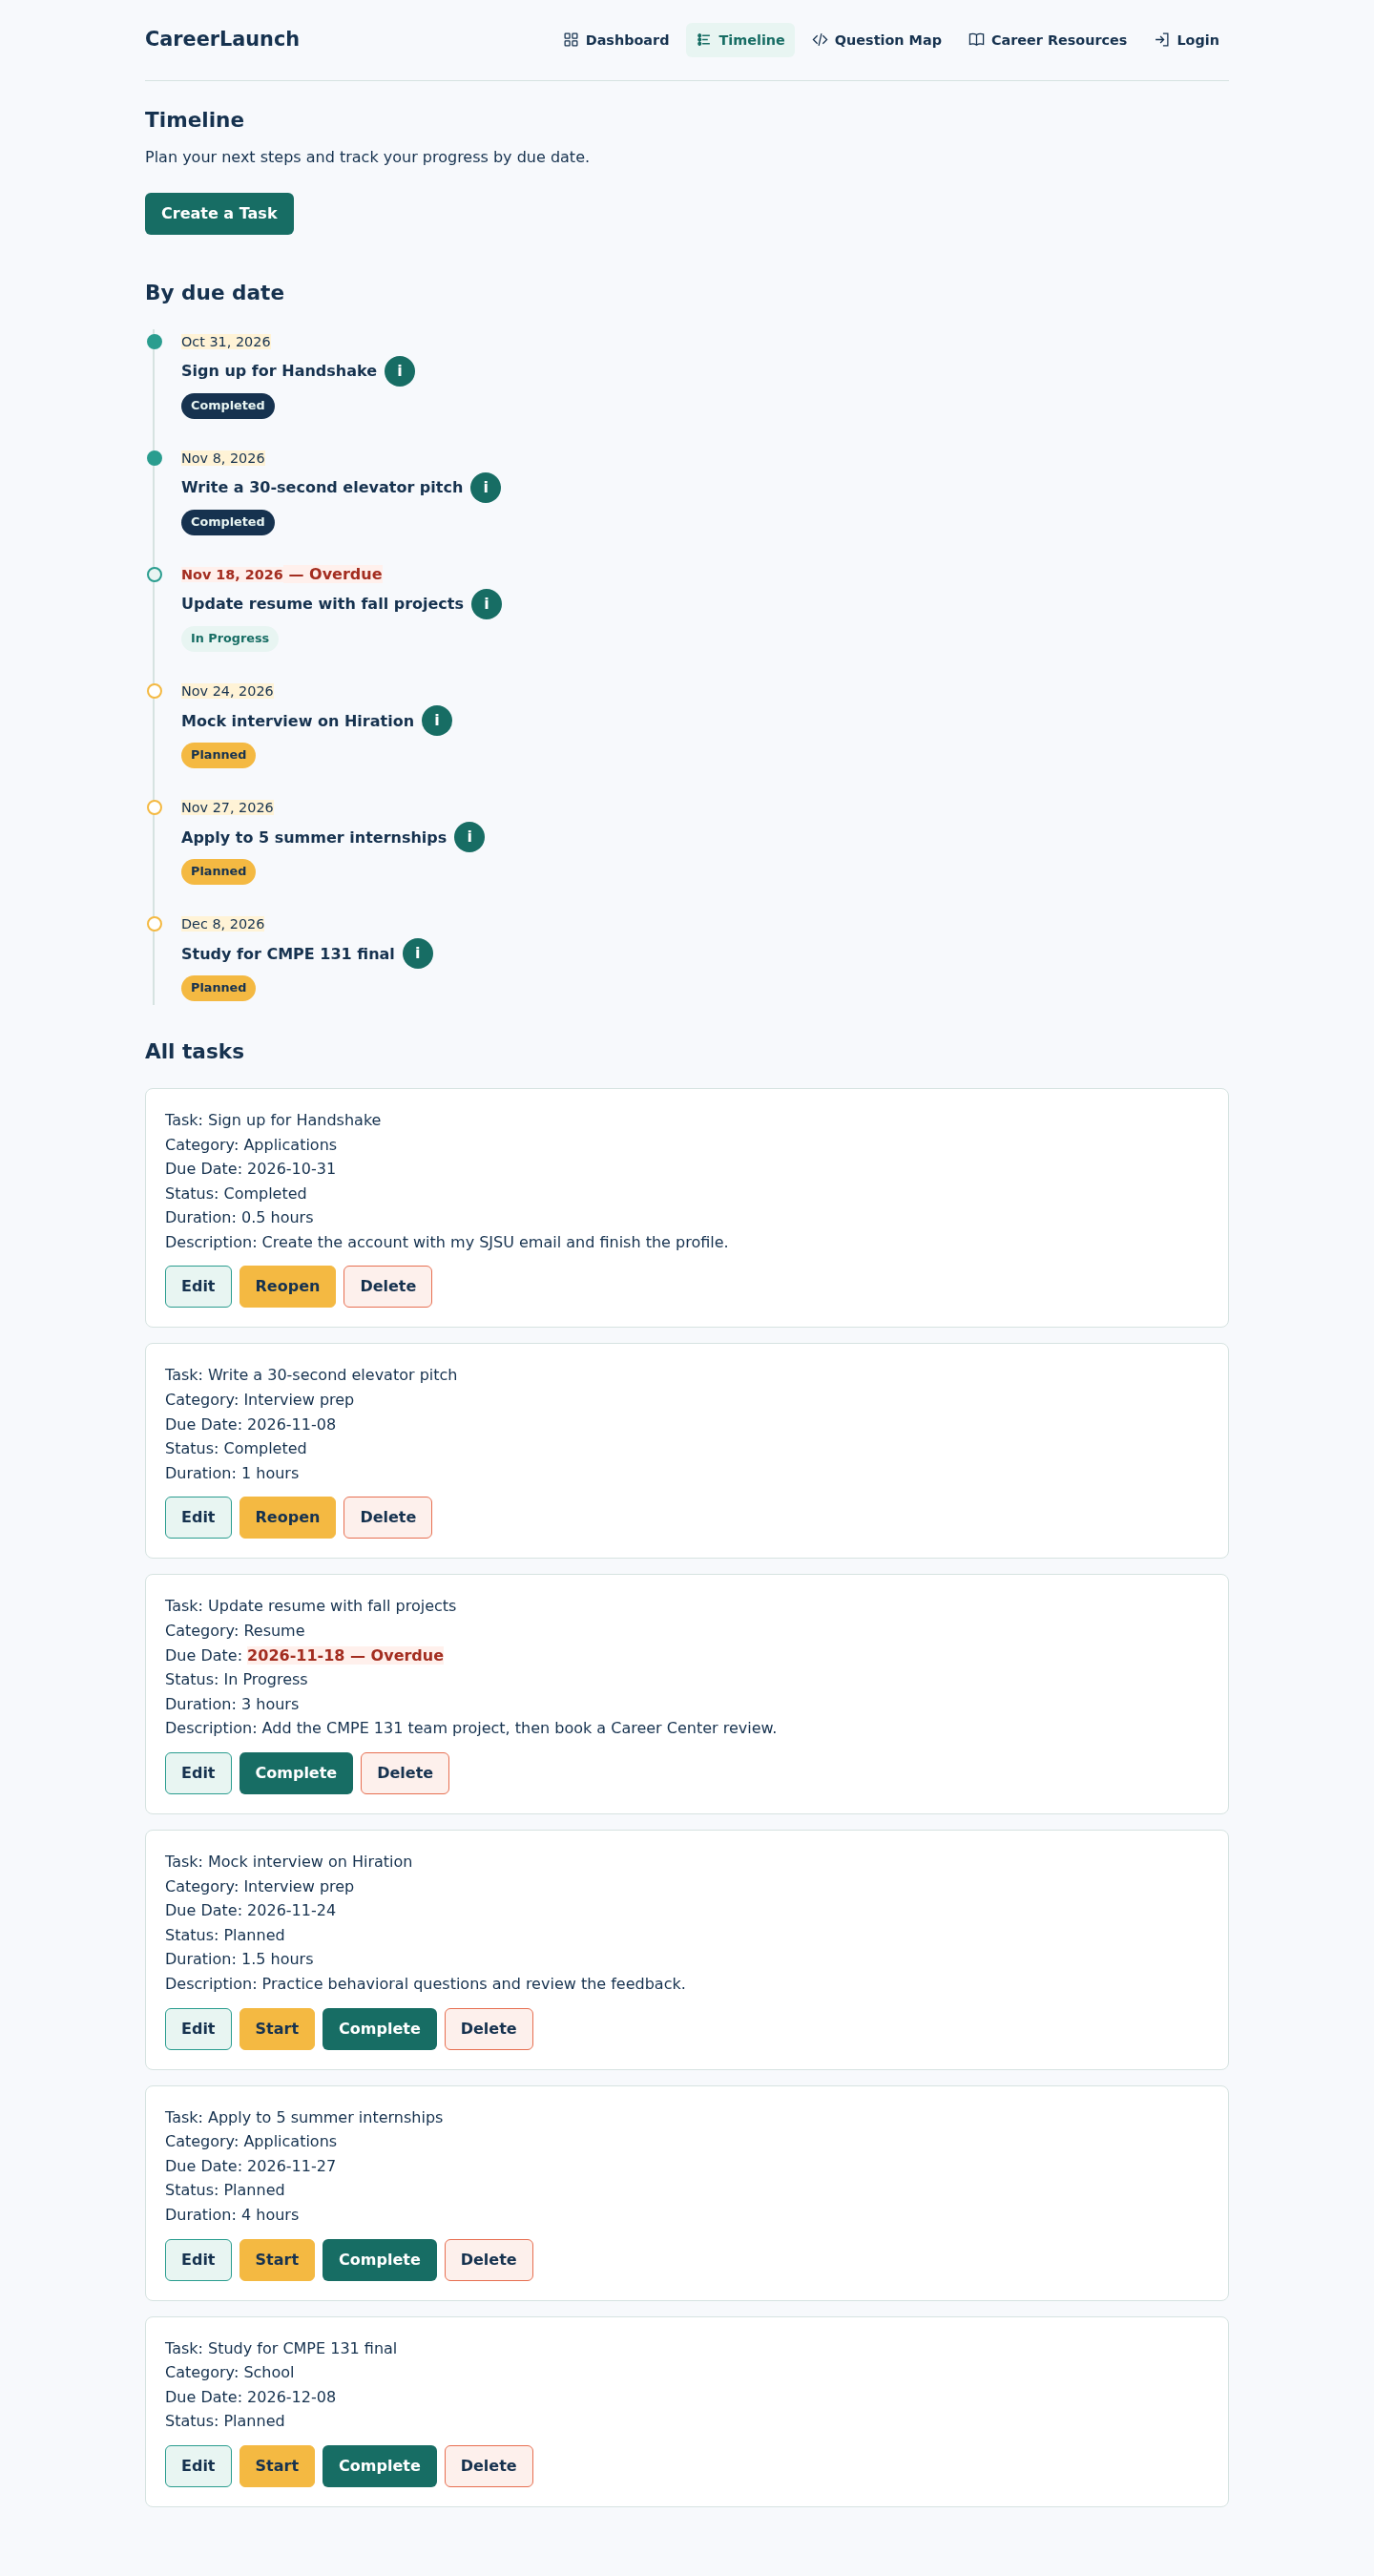 CareerLaunch
Dashboard
Timeline
Question Map
Career Resources
Login
Timeline
Plan your next steps and track your progress by due date.
Create a Task
By due date
Oct 31, 2026
Sign up for Handshake i
Completed
Nov 8, 2026
Write a 30-second elevator pitch i
Completed
Nov 18, 2026 — Overdue
Update resume with fall projects i
In Progress
Nov 24, 2026
Mock interview on Hiration i
Planned
Nov 27, 2026
Apply to 5 summer internships i
Planned
Dec 8, 2026
Study for CMPE 131 final i
Planned
All tasks
Task: Sign up for Handshake
Category: Applications
Due Date: 2026-10-31
Status: Completed
Duration: 0.5 hours
Description: Create the account with my SJSU email and finish the profile.
Edit Reopen Delete
Task: Write a 30-second elevator pitch
Category: Interview prep
Due Date: 2026-11-08
Status: Completed
Duration: 1 hours
Edit Reopen Delete
Task: Update resume with fall projects
Category: Resume
Due Date: 2026-11-18 — Overdue
Status: In Progress
Duration: 3 hours
Description: Add the CMPE 131 team project, then book a Career Center review.
Edit Complete Delete
Task: Mock interview on Hiration
Category: Interview prep
Due Date: 2026-11-24
Status: Planned
Duration: 1.5 hours
Description: Practice behavioral questions and review the feedback.
Edit Start Complete Delete
Task: Apply to 5 summer internships
Category: Applications
Due Date: 2026-11-27
Status: Planned
Duration: 4 hours
Edit Start Complete Delete
Task: Study for CMPE 131 final
Category: School
Due Date: 2026-12-08
Status: Planned
Edit Start Complete Delete